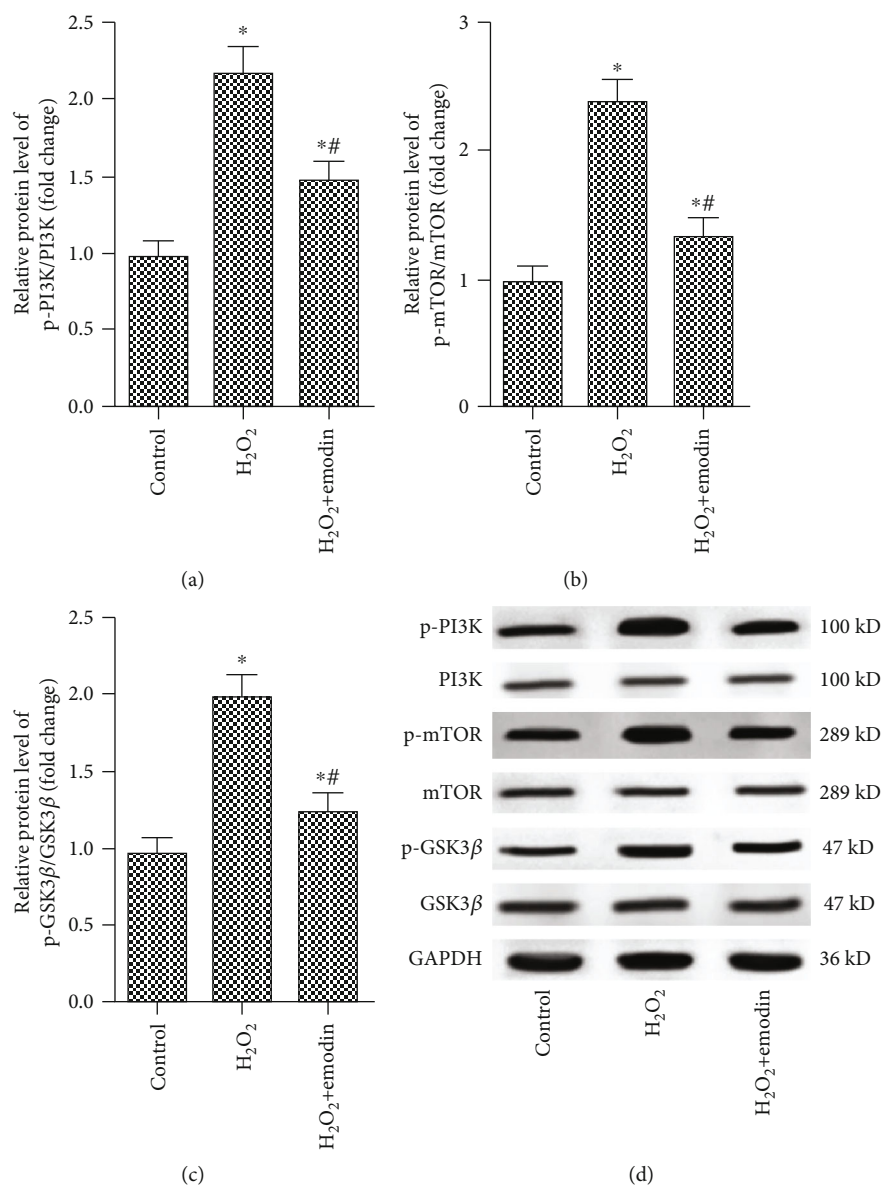 Relative protein level of
p-PI3K/PI3K (fold change)
2.5
2.0
1.5
1.0
0.5
0.0
*
*#
Control
H₂O₂
H₂O₂+emodin
(a)
Relative protein level of
p-mTOR/mTOR (fold change)
3
2
1
0
*
*#
Control
H₂O₂
H₂O₂+emodin
(b)
Relative protein level of
p-GSK3β/GSK3β (fold change)
2.5
2.0
1.5
1.0
0.5
0.0
*
*#
Control
H₂O₂
H₂O₂+emodin
(c)
p-PI3K 100 kD
PI3K 100 kD
p-mTOR 289 kD
mTOR 289 kD
p-GSK3β 47 kD
GSK3β 47 kD
GAPDH 36 kD
Control
H₂O₂
H₂O₂+emodin
(d)